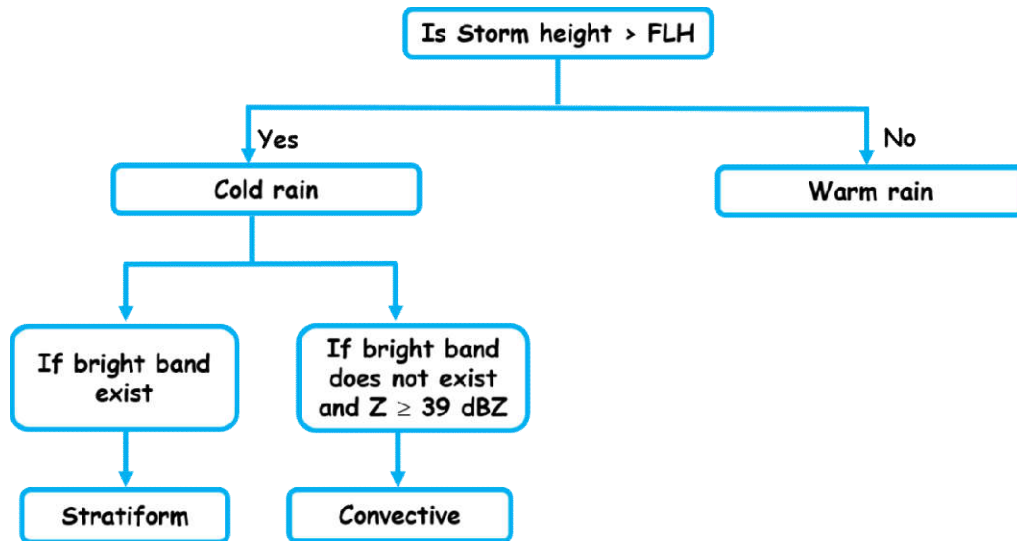 Is Storm height > FLH
Yes
No
Cold rain
Warm rain
If bright band
exist
If bright band
does not exist
and Z ≥ 39 dBZ
Stratiform
Convective